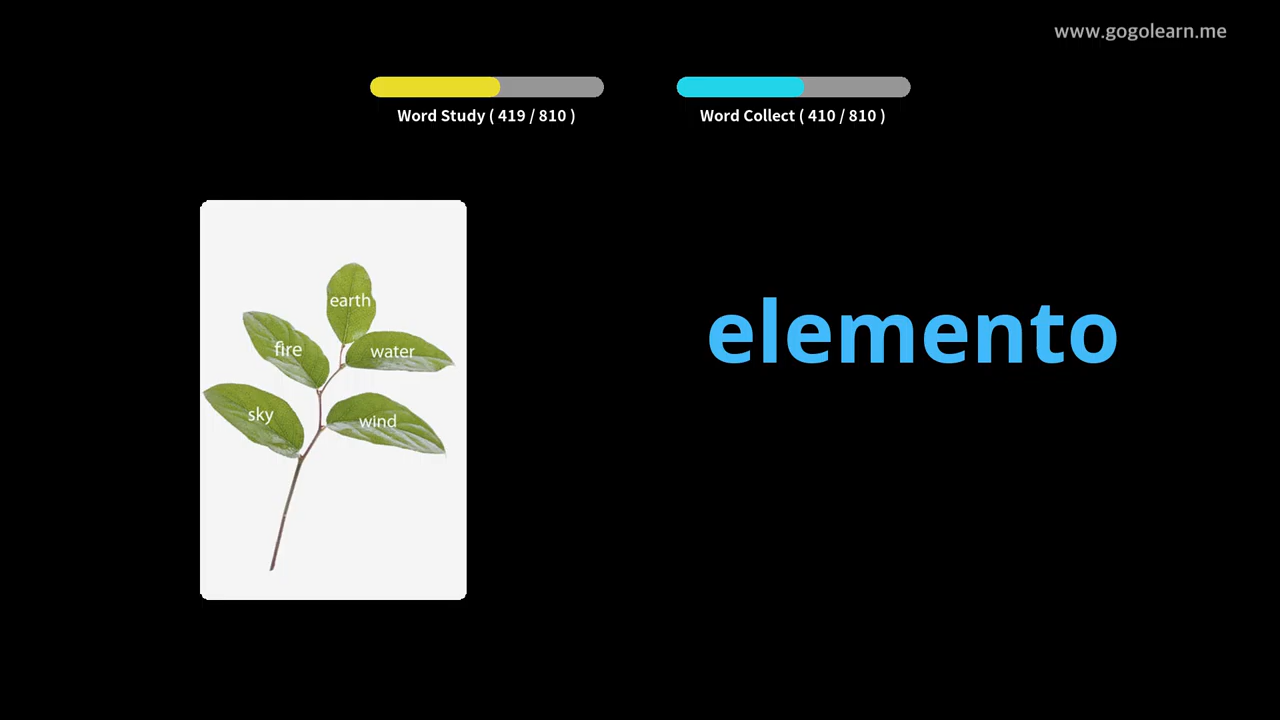 www.gogolearn.me
Word Study ( 419 / 810 )
Word Collect ( 410 / 810 )
earth
fire
water
sky
wind
elemento